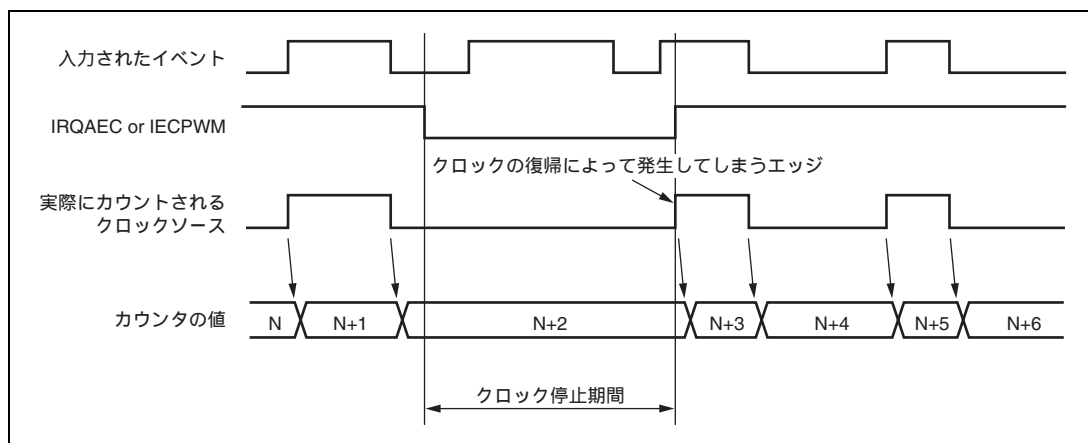 入力されたイベント
IRQAEC or IECPWM
クロックの復帰によって発生してしまうエッジ
実際にカウントされる
クロックソース
カウンタの値
N
N+1
N+2
N+3
N+4
N+5
N+6
クロック停止期間